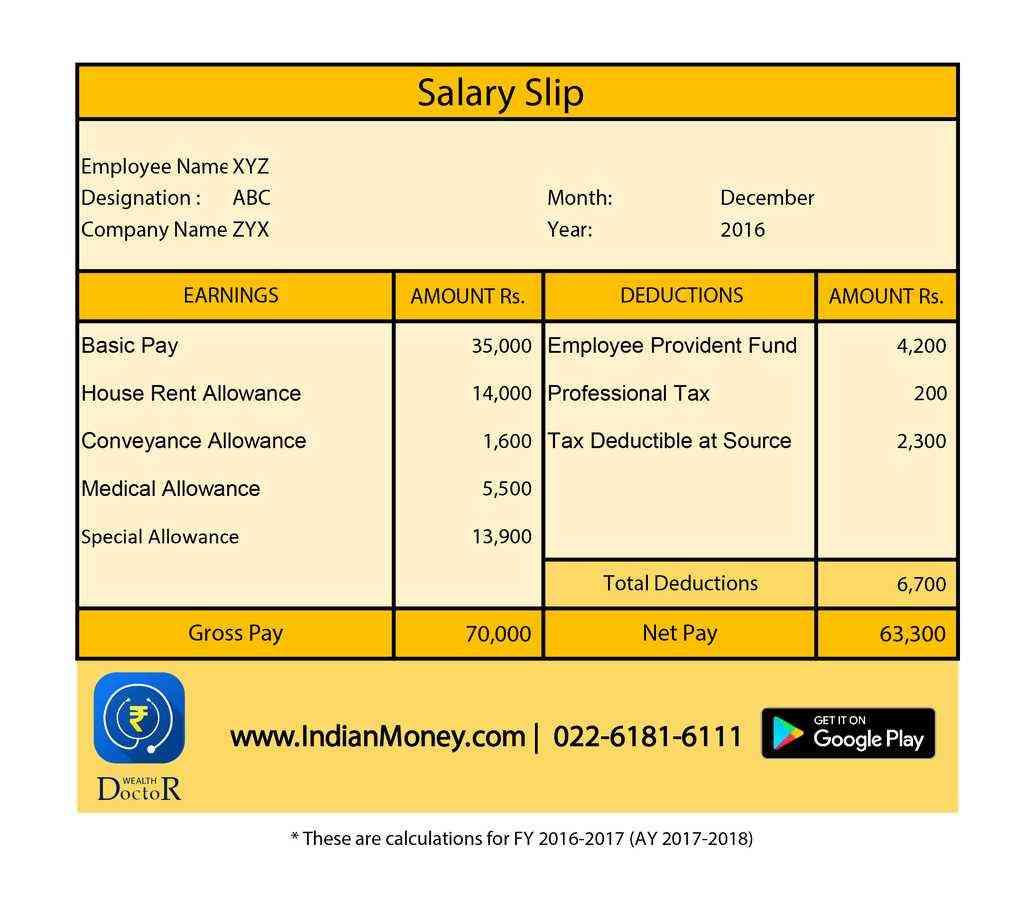 Salary Slip
Employee Name XYZ
Designation : ABC Month: December
Company Name ZYX Year: 2016
EARNINGS AMOUNT Rs. DEDUCTIONS AMOUNT Rs.
Basic Pay 35,000 Employee Provident Fund 4,200
House Rent Allowance 14,000 Professional Tax 200
Conveyance Allowance 1,600 Tax Deductible at Source 2,300
Medical Allowance 5,500
Special Allowance 13,900
Total Deductions 6,700
Gross Pay 70,000 Net Pay 63,300
₹
WEALTH
DoctoR
www.IndianMoney.com | 022-6181-6111
GET IT ON
Google Play
* These are calculations for FY 2016-2017 (AY 2017-2018)